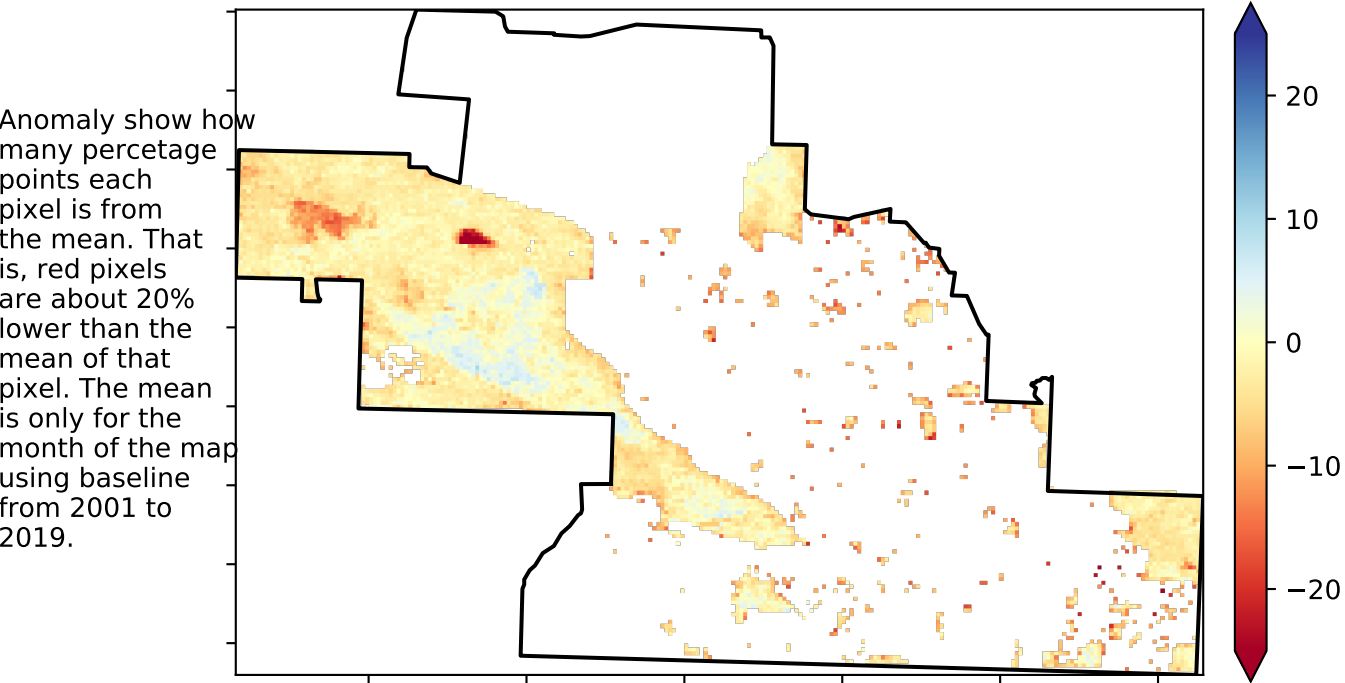 Anomaly show how
many percetage
points each
pixel is from
the mean. That
is, red pixels
are about 20%
lower than the
mean of that
pixel. The mean
is only for the
month of the map
using baseline
from 2001 to
2019.
20
10
0
−10
−20